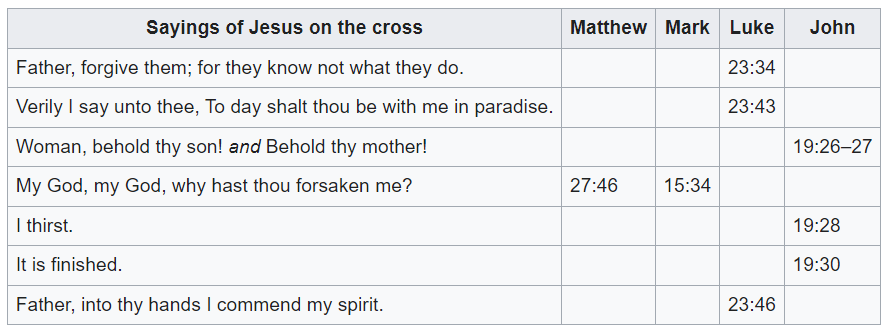 Sayings of Jesus on the cross Matthew Mark Luke John
Father, forgive them; for they know not what they do. 23:34
Verily I say unto thee, To day shalt thou be with me in paradise. 23:43
Woman, behold thy son! and Behold thy mother! 19:26–27
My God, my God, why hast thou forsaken me? 27:46 15:34
I thirst. 19:28
It is finished. 19:30
Father, into thy hands I commend my spirit. 23:46